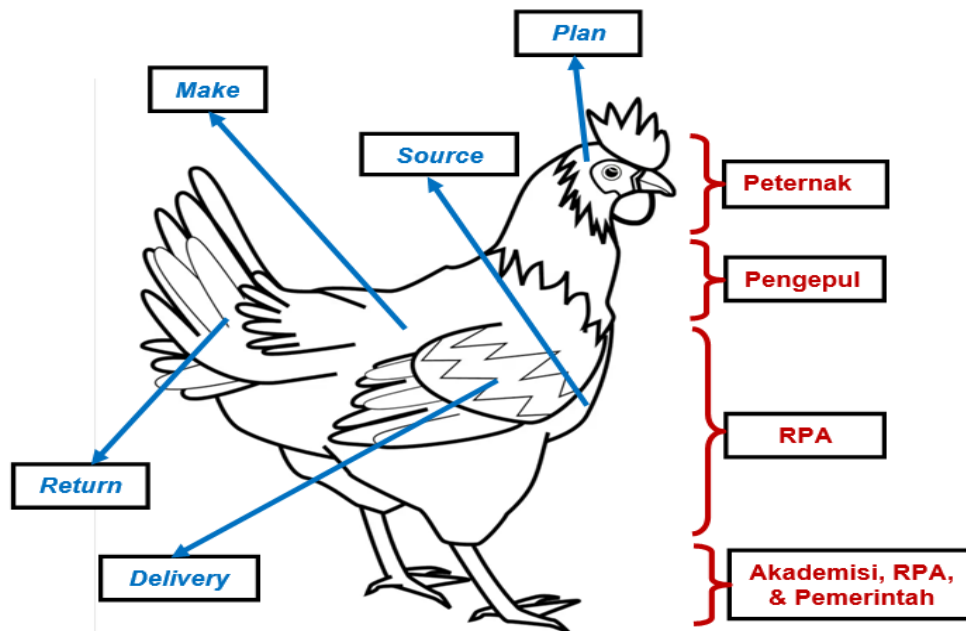 Plan
Make
Source
Peternak
Pengepul
RPA
Return
Delivery
Akademisi, RPA,
& Pemerintah